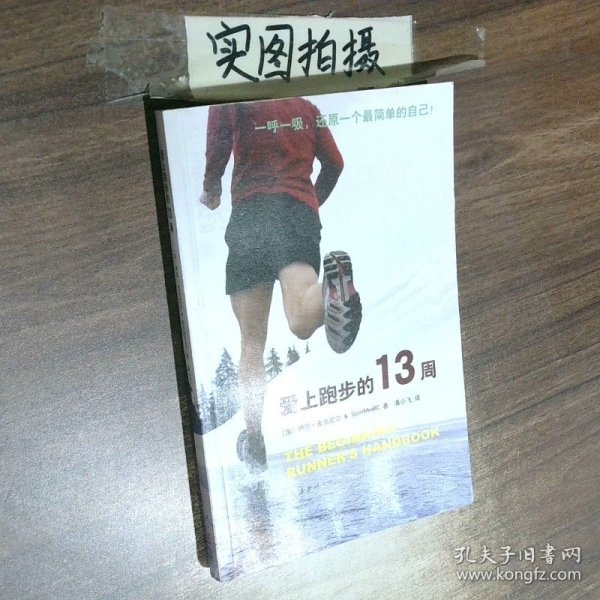 实图拍摄
一呼一吸，还原一个最简单的自己！
爱上跑步的13周
THE BEGINNING
RUNNER'S HANDBOOK
孔夫子旧书网
www.kongfz.com